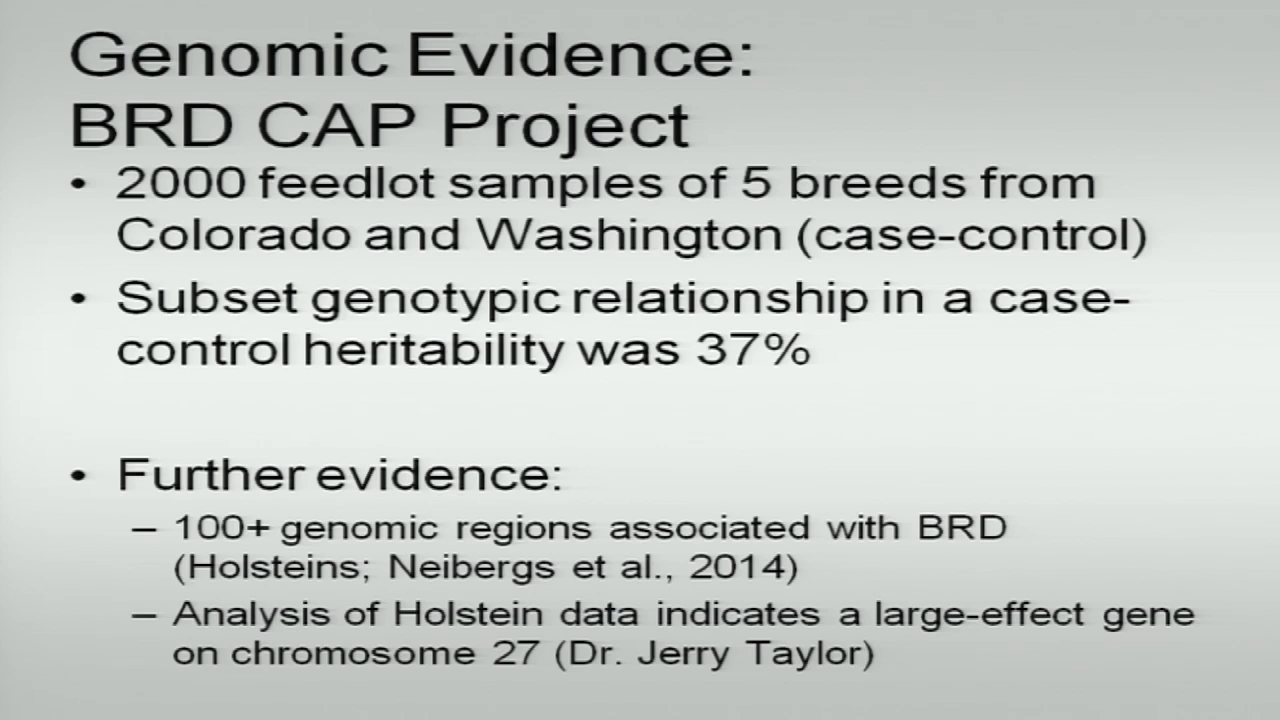 Genomic Evidence:
BRD CAP Project
• 2000 feedlot samples of 5 breeds from
Colorado and Washington (case-control)
• Subset genotypic relationship in a case-
control heritability was 37%
• Further evidence:
– 100+ genomic regions associated with BRD
(Holsteins; Neibergs et al., 2014)
– Analysis of Holstein data indicates a large-effect gene
on chromosome 27 (Dr. Jerry Taylor)